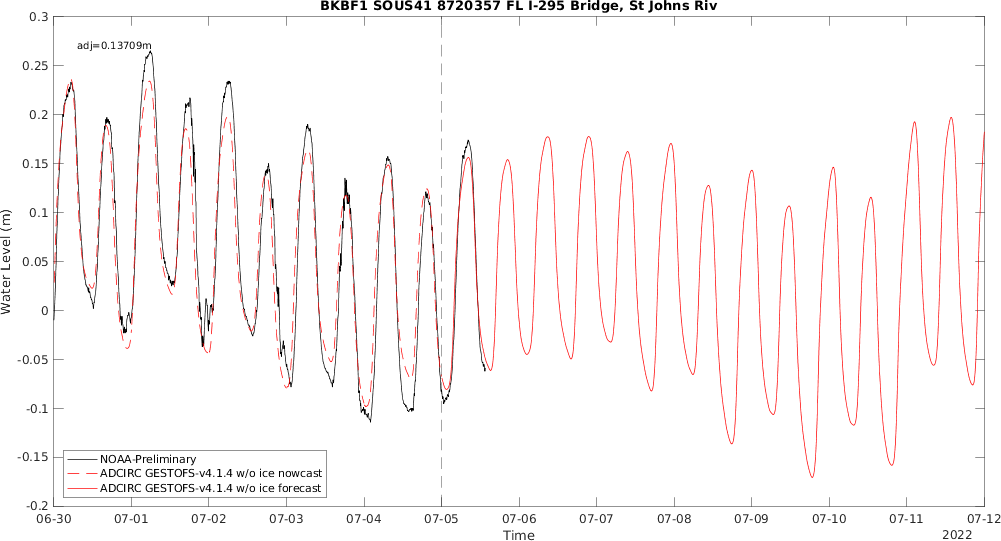 BKBF1 SOUS41 8720357 FL I-295 Bridge, St Johns Riv
adj=0.13709m
0.3
0.25
0.2
0.15
0.1
0.05
0
-0.05
-0.1
-0.15
-0.2
Water Level (m)
NOAA-Preliminary
ADCIRC GESTOFS-v4.1.4 w/o ice nowcast
ADCIRC GESTOFS-v4.1.4 w/o ice forecast
06-30 07-01 07-02 07-03 07-04 07-05 07-06 07-07 07-08 07-09 07-10 07-11 07-12
Time
2022